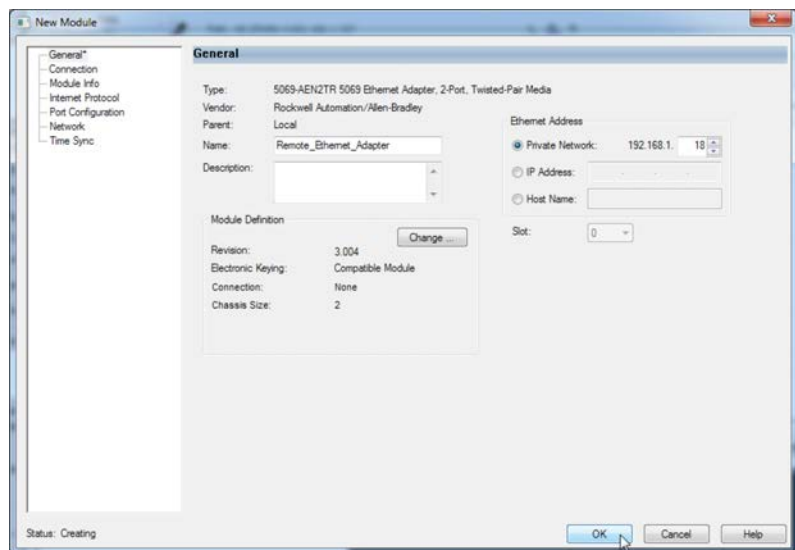 New Module
General*
Connection
Module Info
Internet Protocol
Port Configuration
Network
Time Sync
General
Type: 5069-AEN2TR 5069 Ethernet Adapter, 2-Port, Twisted-Pair Media
Vendor: Rockwell Automation/Allen-Bradley
Parent: Local
Name: Remote_Ethernet_Adapter
Description:
Module Definition
Change ...
Revision: 3.004
Electronic Keying: Compatible Module
Connection: None
Chassis Size: 2
Ethernet Address
Private Network: 192.168.1. 18
IP Address:
Host Name:
Slot: 0
Status: Creating
OK Cancel Help